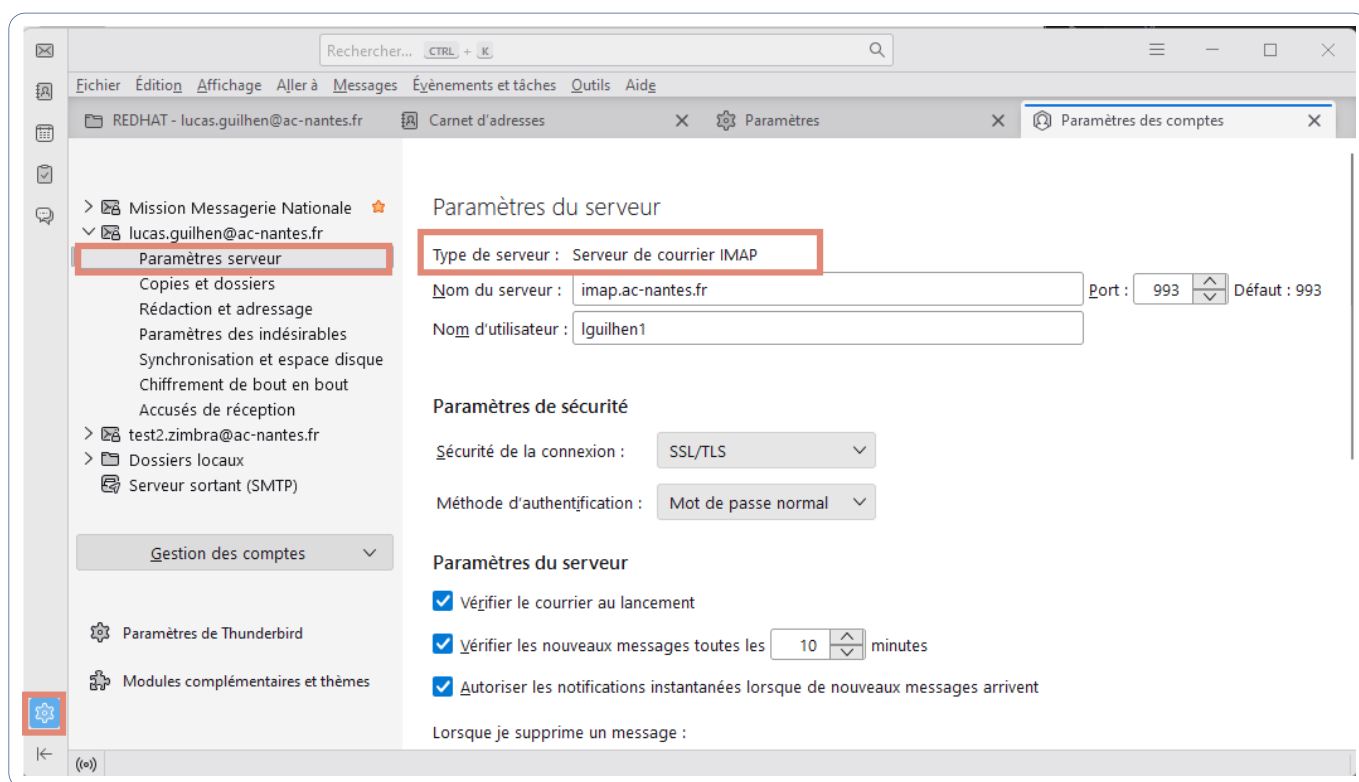 Rechercher... CTRL + K
Fichier Édition Affichage Aller à Messages Évènements et tâches Outils Aide
REDHAT - lucas.guilhen@ac-nantes.fr Carnet d'adresses Paramètres Paramètres des comptes
Mission Messagerie Nationale
lucas.guilhen@ac-nantes.fr
Paramètres serveur
Copies et dossiers
Rédaction et adressage
Paramètres des indésirables
Synchronisation et espace disque
Chiffrement de bout en bout
Accusés de réception
test2.zimbra@ac-nantes.fr
Dossiers locaux
Serveur sortant (SMTP)
Gestion des comptes
Paramètres de Thunderbird
Modules complémentaires et thèmes
Paramètres du serveur
Type de serveur : Serveur de courrier IMAP
Nom du serveur : imap.ac-nantes.fr Port : 993 Défaut : 993
Nom d'utilisateur : lguilhen1
Paramètres de sécurité
Sécurité de la connexion : SSL/TLS
Méthode d'authentification : Mot de passe normal
Paramètres du serveur
Vérifier le courrier au lancement
Vérifier les nouveaux messages toutes les 10 minutes
Autoriser les notifications instantanées lorsque de nouveaux messages arrivent
Lorsque je supprime un message :